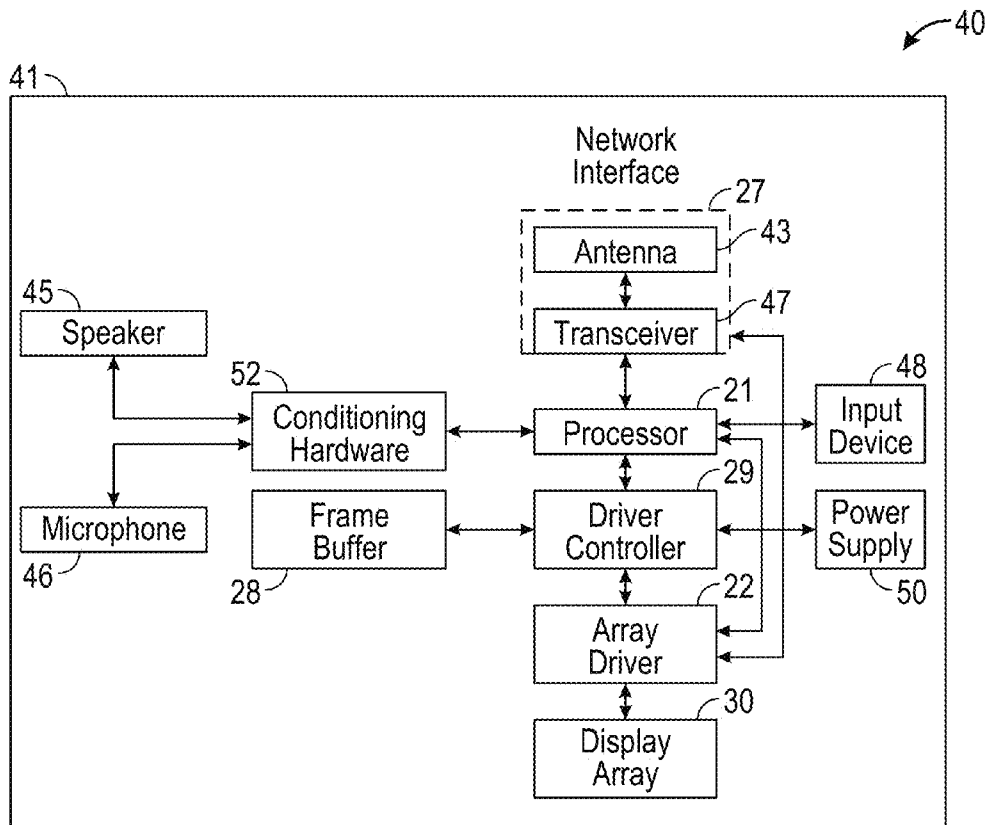 40
41
Network
Interface
27
Antenna
43
45
Speaker
Transceiver
47
52
Conditioning
Hardware
21
Processor
48
Input
Device
29
Microphone
46
Frame
Buffer
28
Driver
Controller
Power
Supply
50
22
Array
Driver
30
Display
Array